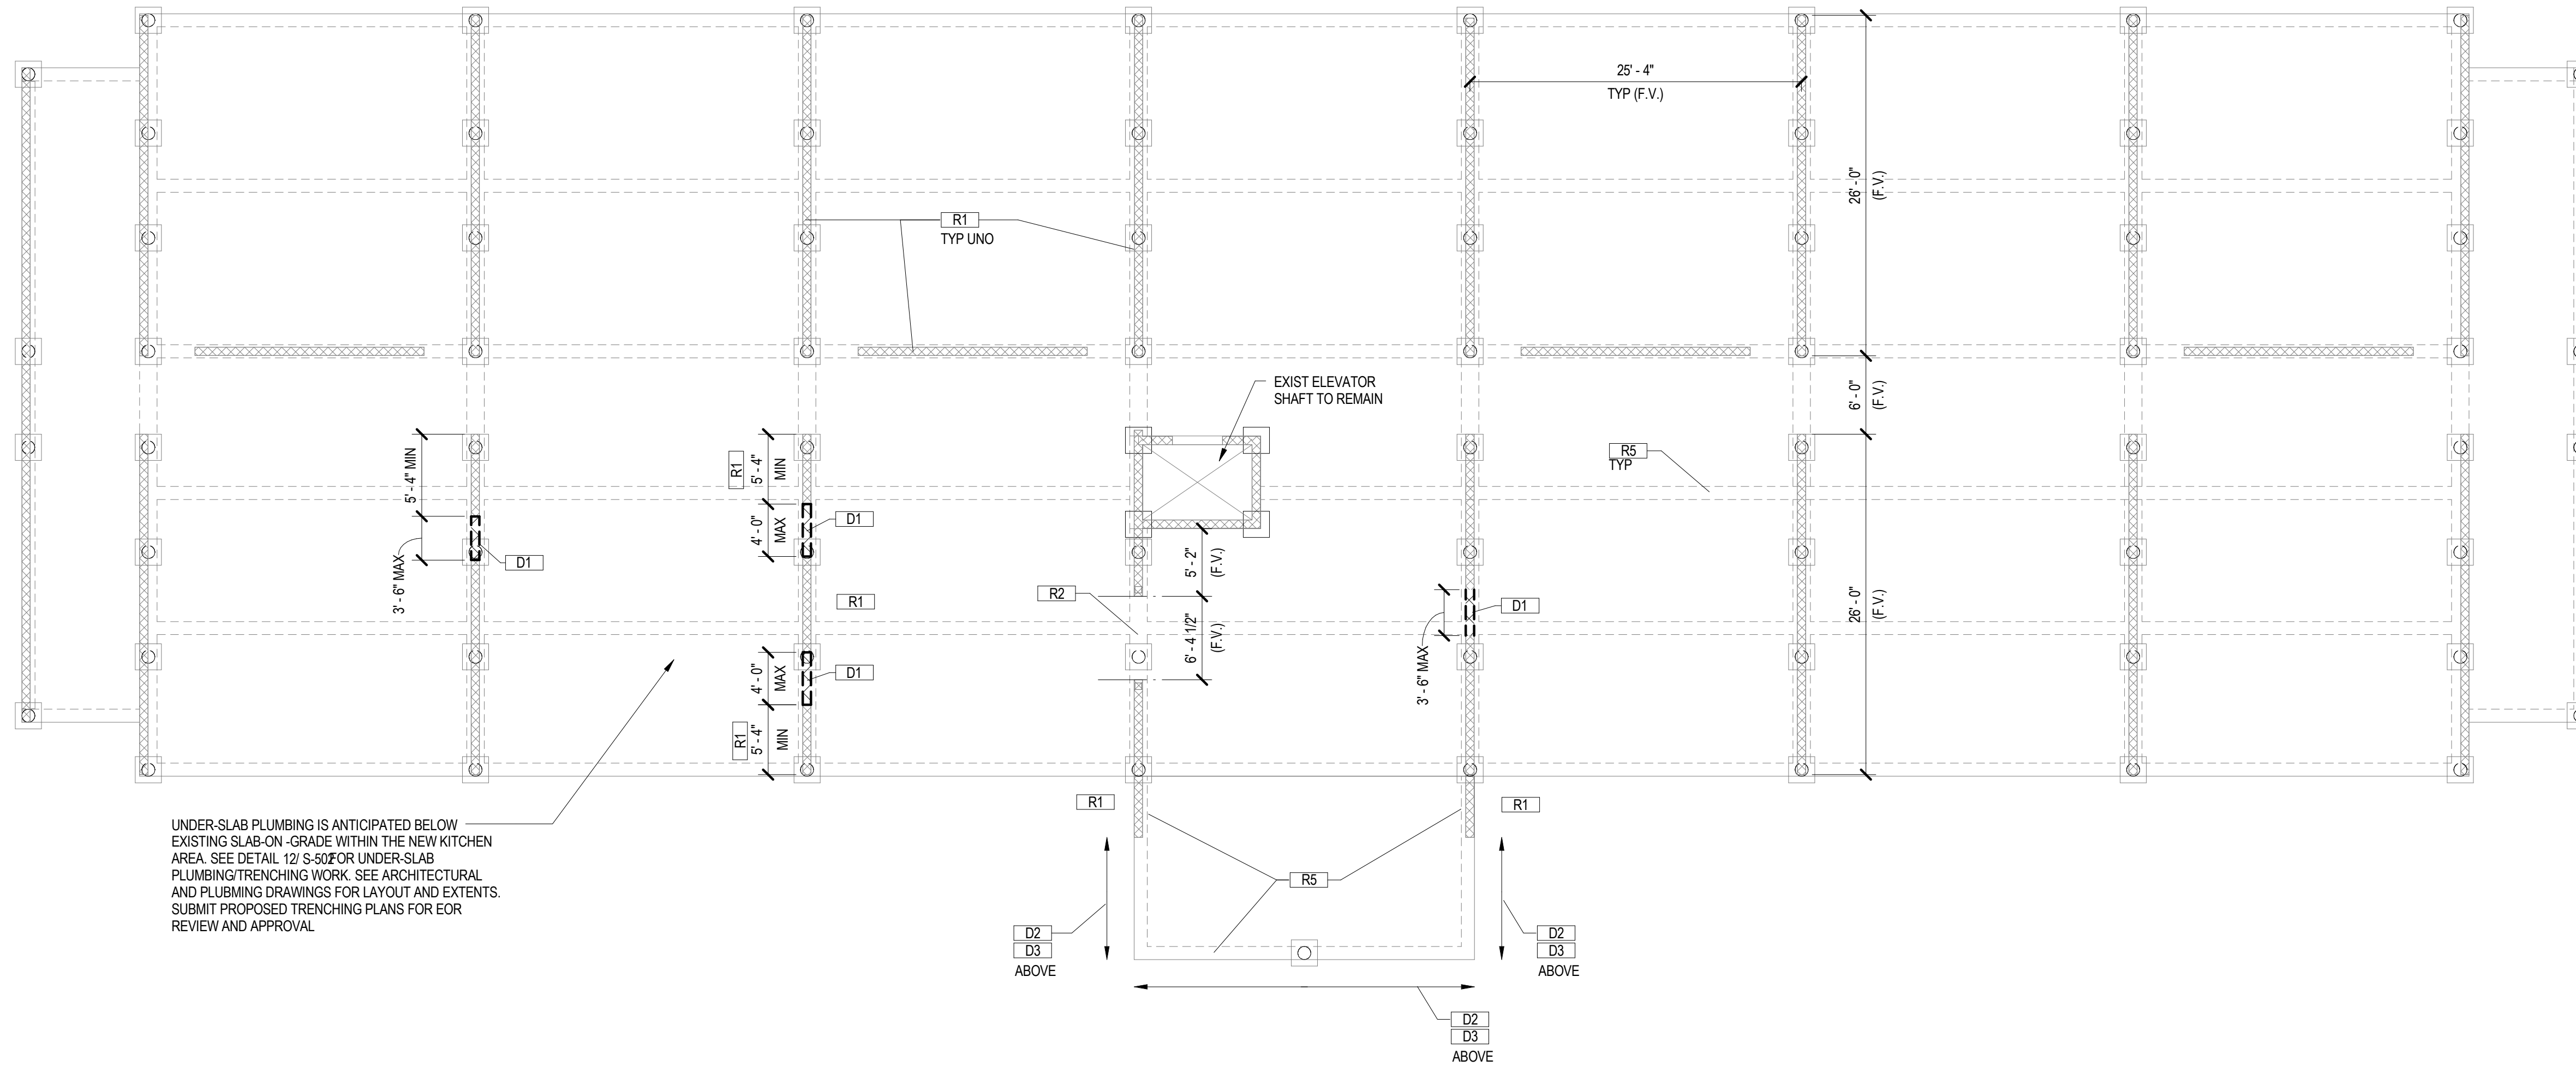 25' - 4"
TYP (F.V.)
26' - 0"
(F.V.)
R1
TYP UNO
EXIST ELEVATOR
SHAFT TO REMAIN
6' - 0"
(F.V.)
5' - 4" MIN
R1
5' - 4"
MIN
R5
TYP
4' - 0"
MAX
D1
D1
3' - 6" MAX
5' - 2"
(F.V.)
R2
R1
D1
26' - 0"
(F.V.)
6' - 4 1/2"
(F.V.)
3' - 6" MAX
4' - 0"
MAX
D1
R1
5' - 4"
MIN
R1
R1
UNDER-SLAB PLUMBING IS ANTICIPATED BELOW
EXISTING SLAB-ON -GRADE WITHIN THE NEW KITCHEN
AREA. SEE DETAIL 12/ S-502FOR UNDER-SLAB
PLUMBING/TRENCHING WORK. SEE ARCHITECTURAL
AND PLUBMING DRAWINGS FOR LAYOUT AND EXTENTS.
SUBMIT PROPOSED TRENCHING PLANS FOR EOR
REVIEW AND APPROVAL
R5
D2
D3
ABOVE
D2
D3
ABOVE
D2
D3
ABOVE